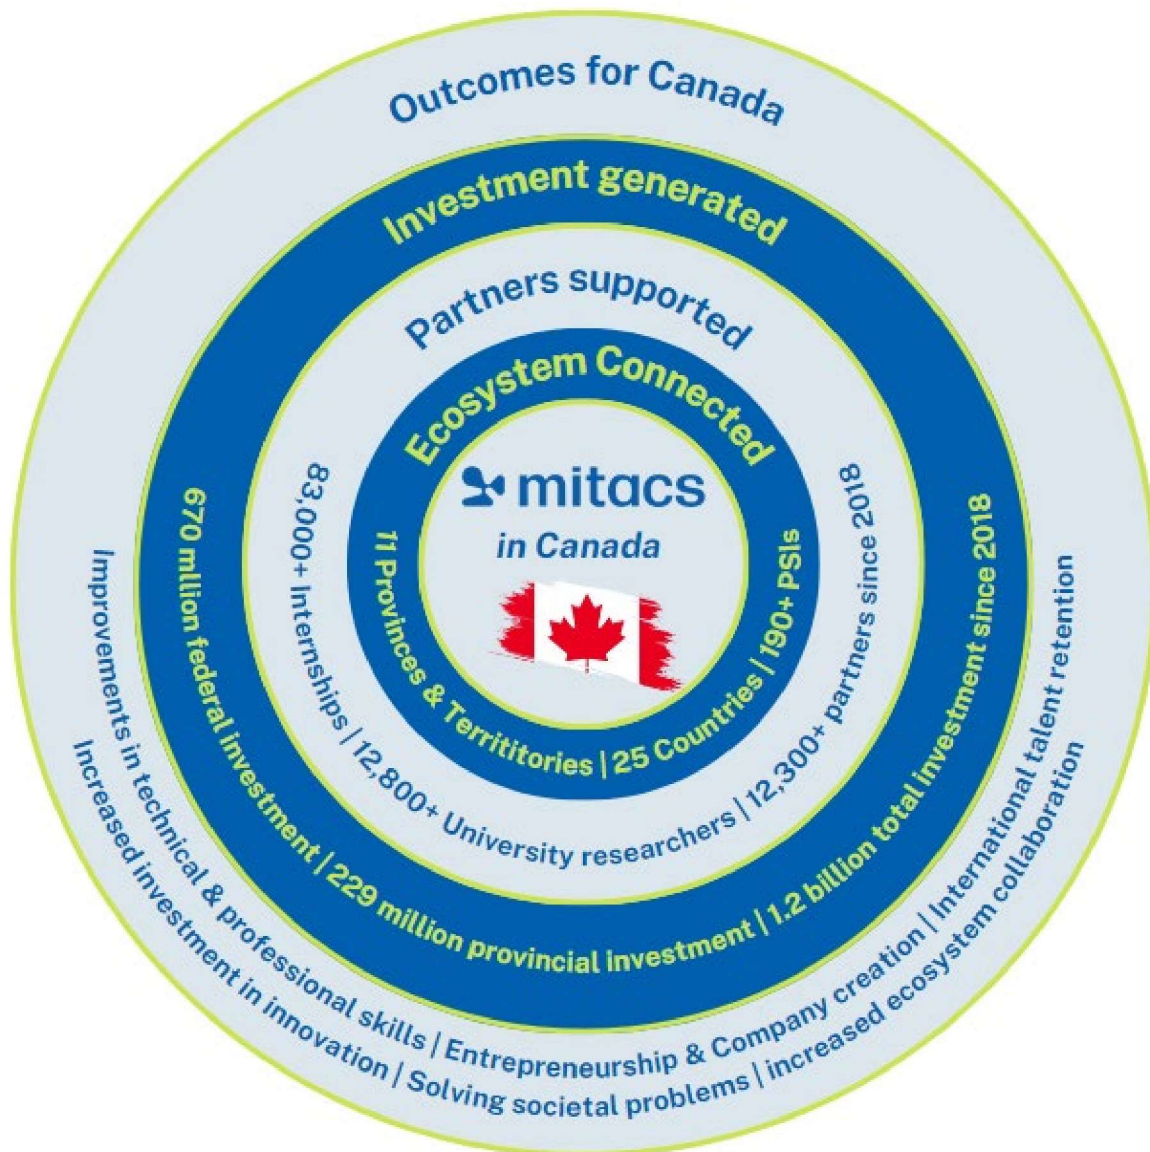 Outcomes for Canada
Investment generated
Partners supported
Ecosystem Connected
mitacs
in Canada
11 Provinces & Territitories | 25 Countries | 190+ PSIs
83,000+ Internships | 12,800+ University researchers | 12,300+ partners since 2018
670 mllion federal investment | 229 million provincial investment | 1.2 billion total investment since 2018
Improvements in technical & professional skills | Entrepreneurship & Company creation | International talent retention
Increased investment in innovation | Solving societal problems | increased ecosystem collaboration